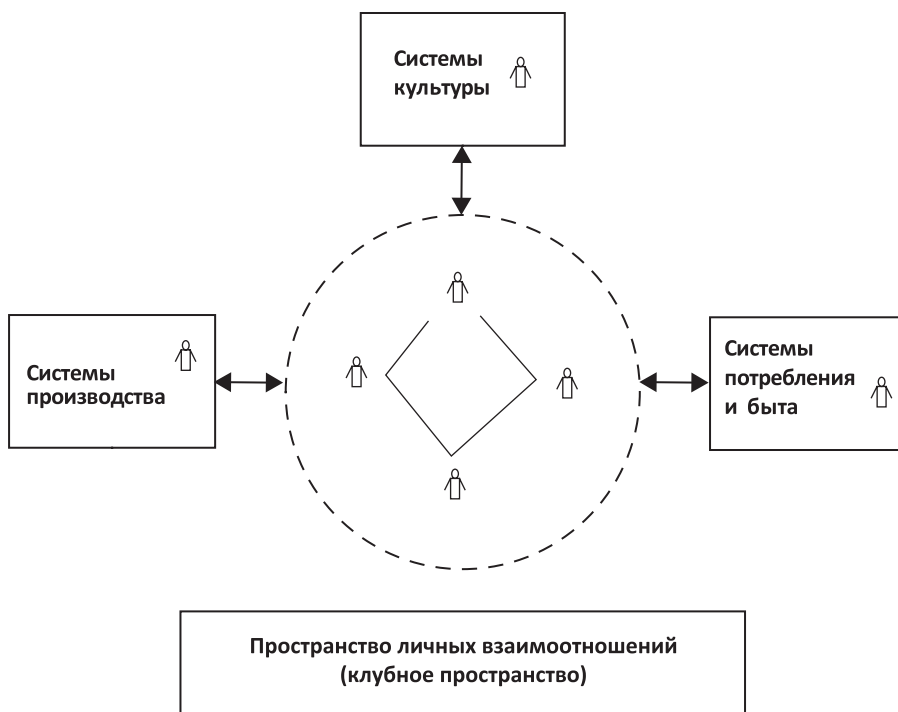 Системы
культуры
Системы
производства
Системы
потребления
и быта
Пространство личных взаимоотношений
(клубное пространство)